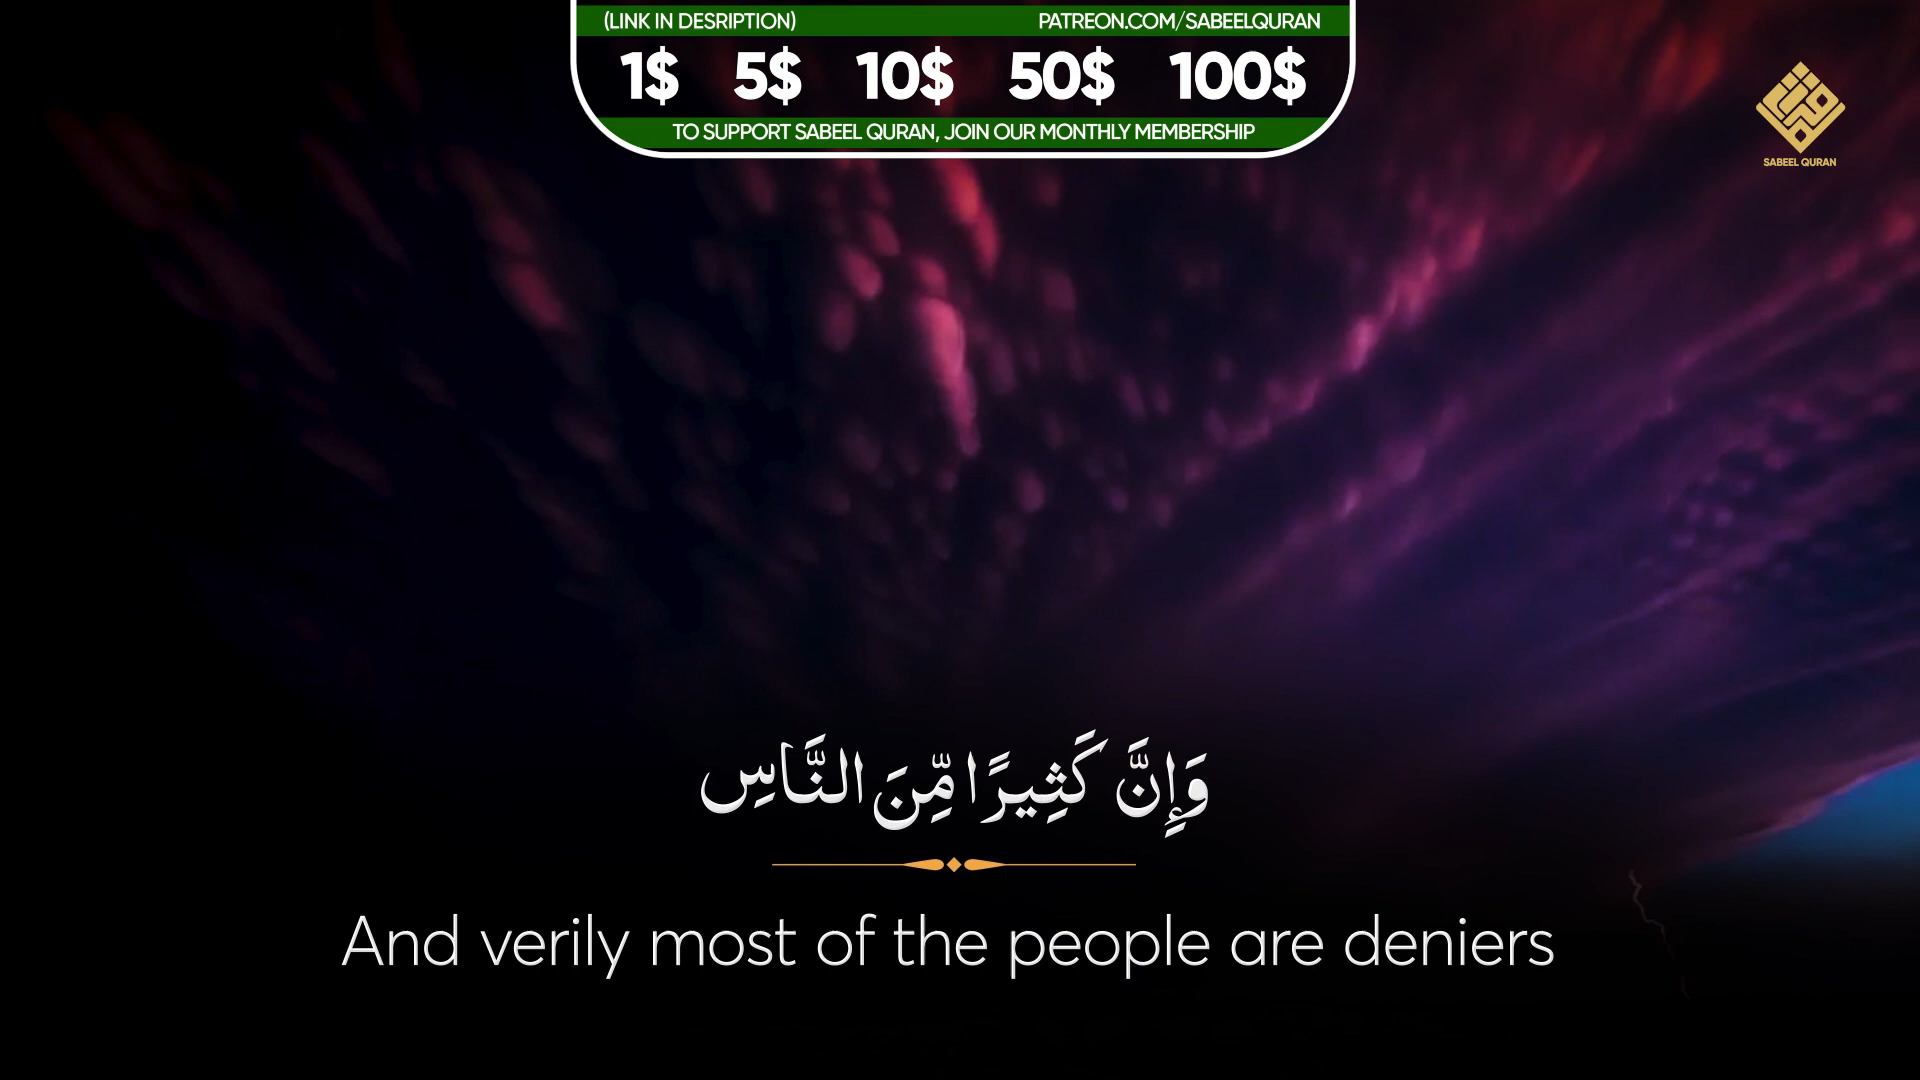 (LINK IN DESRIPTION) PATREON.COM/SABEELQURAN
1$ 5$ 10$ 50$ 100$
TO SUPPORT SABEEL QURAN, JOIN OUR MONTHLY MEMBERSHIP
SABEEL QURAN
وَإِنَّ كَثِيرًا مِّنَ النَّاسِ
And verily most of the people are deniers